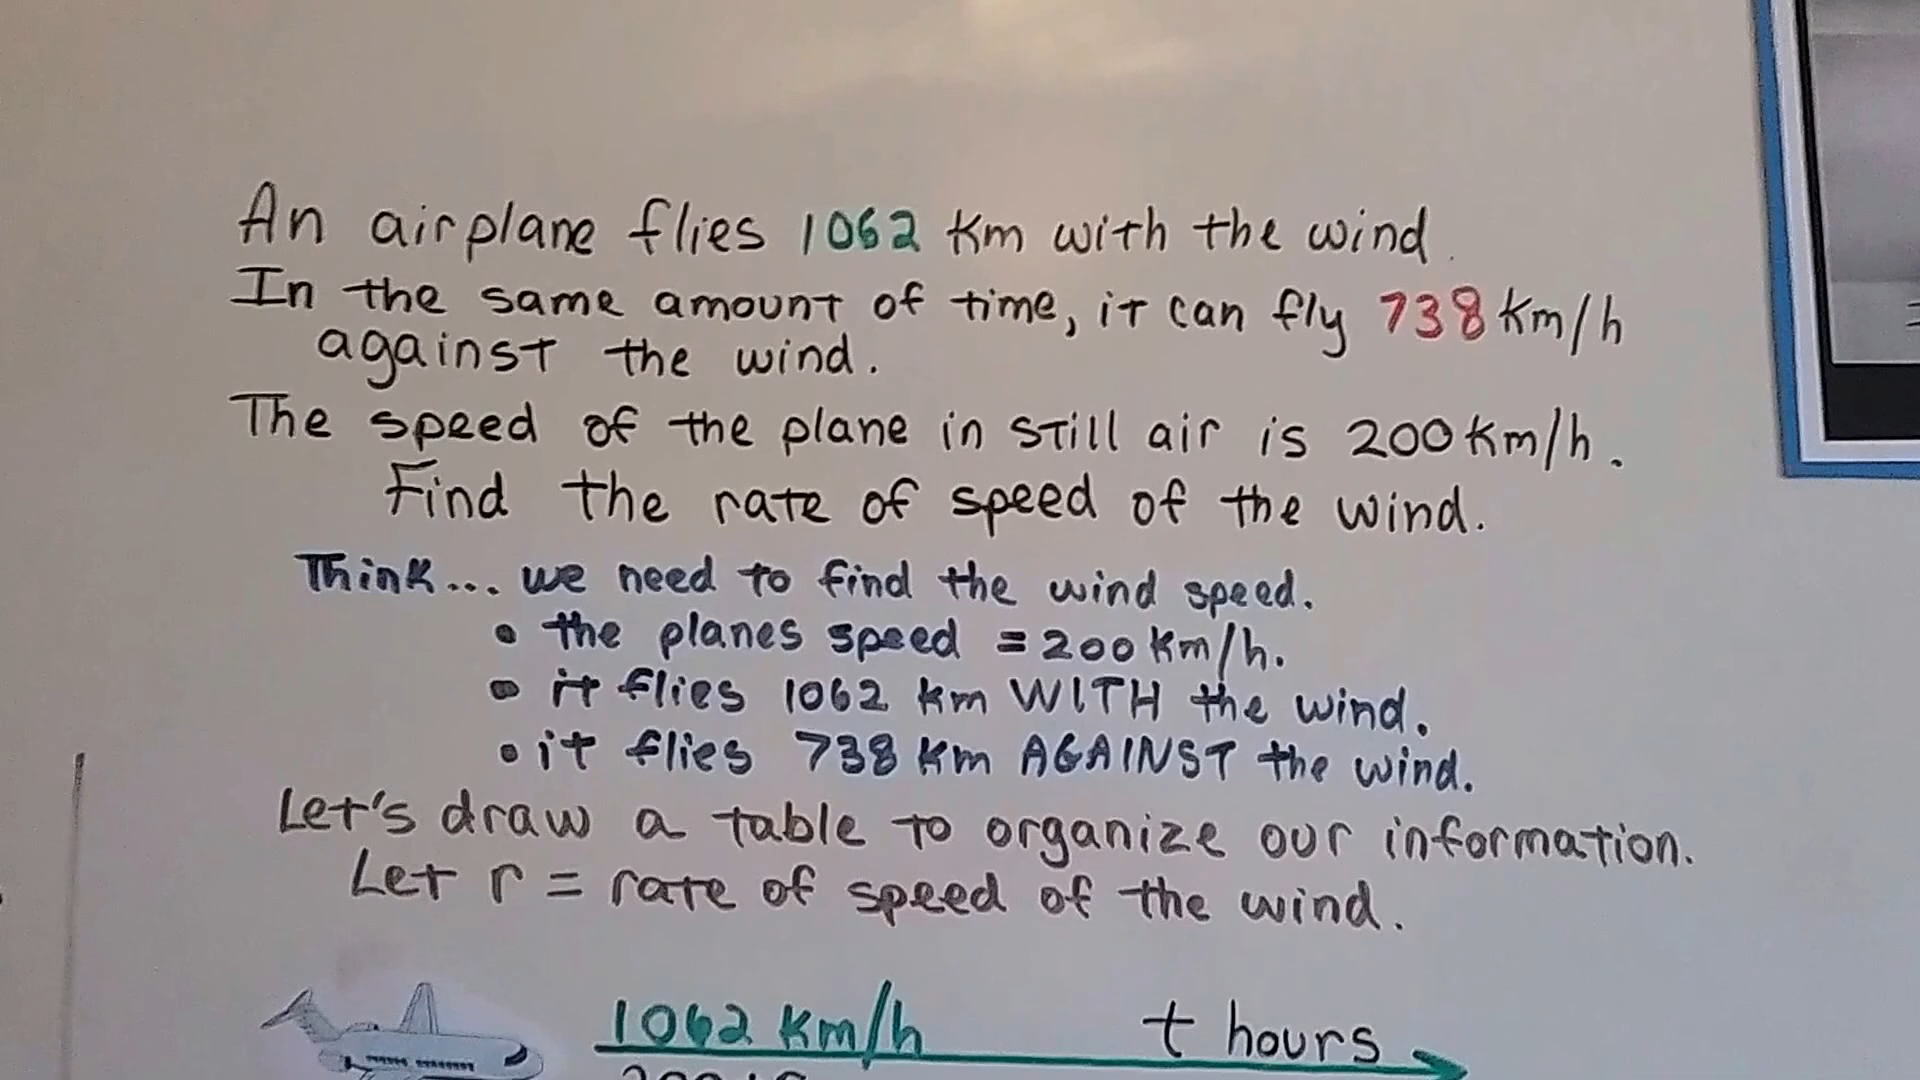 An airplane flies 1062 Km with the wind.
In the same amount of time, it can fly 738 Km/h
against the wind.
The speed of the plane in still air is 200 Km/h.
Find the rate of speed of the wind.
Think... we need to find the wind speed.
• the planes speed = 200 Km/h.
• it flies 1062 km WITH the wind.
• it flies 738 Km AGAINST the wind.
Let's draw a table to organize our information.
Let r = rate of speed of the wind.
1062 Km/h t hours